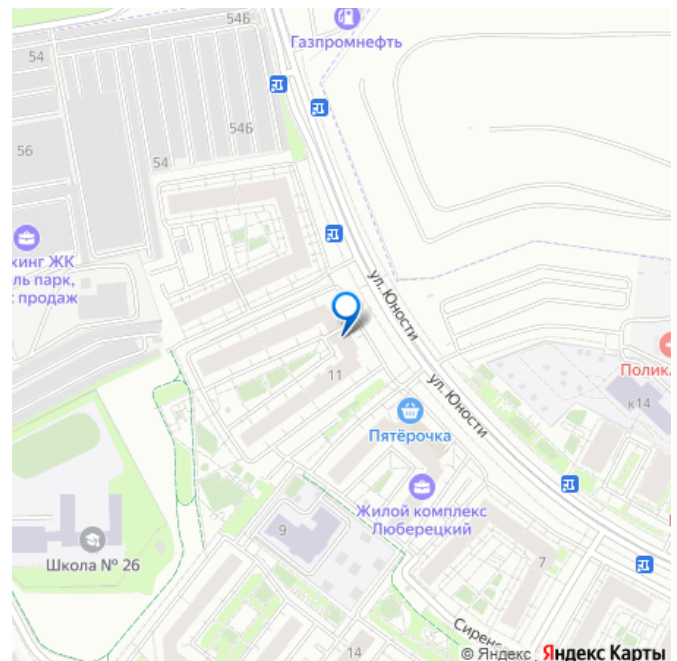 54Б
Газпромнефть
54
54Б
56
54
хинг ЖК
ль парк,
с продаж
ул. Юности
11
ул. Юности
Полик
к14
Пятёрочка
Жилой комплекс
Люберецкий
9
7
Школа № 26
Сирен
14
© Яндекс Яндекс Карты